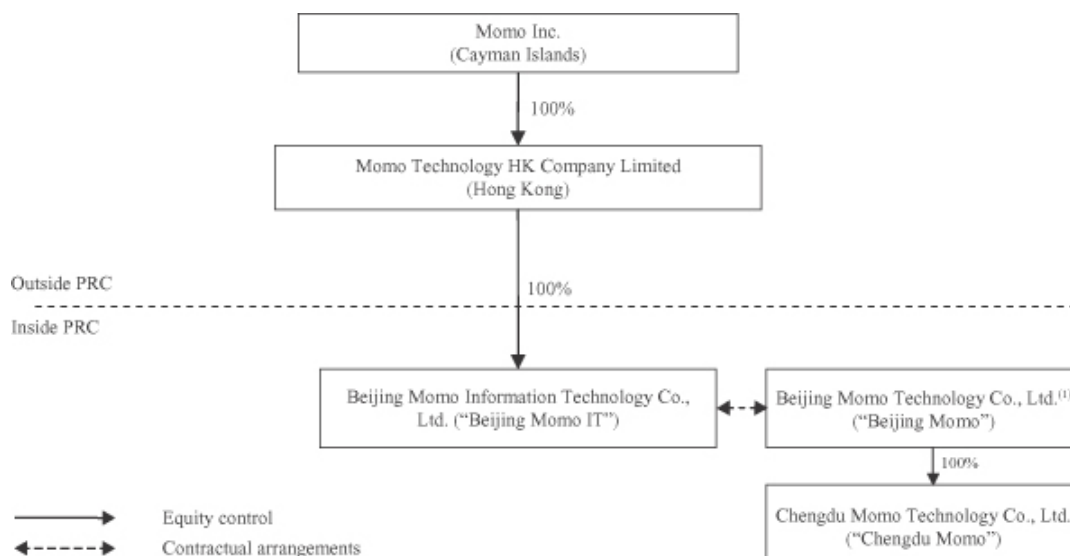 Momo Inc.
(Cayman Islands)
100%
Momo Technology HK Company Limited
(Hong Kong)
Outside PRC
100%
Inside PRC
Beijing Momo Information Technology Co.,
Ltd. (“Beijing Momo IT”)
Beijing Momo Technology Co., Ltd.(1)
(“Beijing Momo”)
100%
Chengdu Momo Technology Co., Ltd.
(“Chengdu Momo”)
Equity control
Contractual arrangements